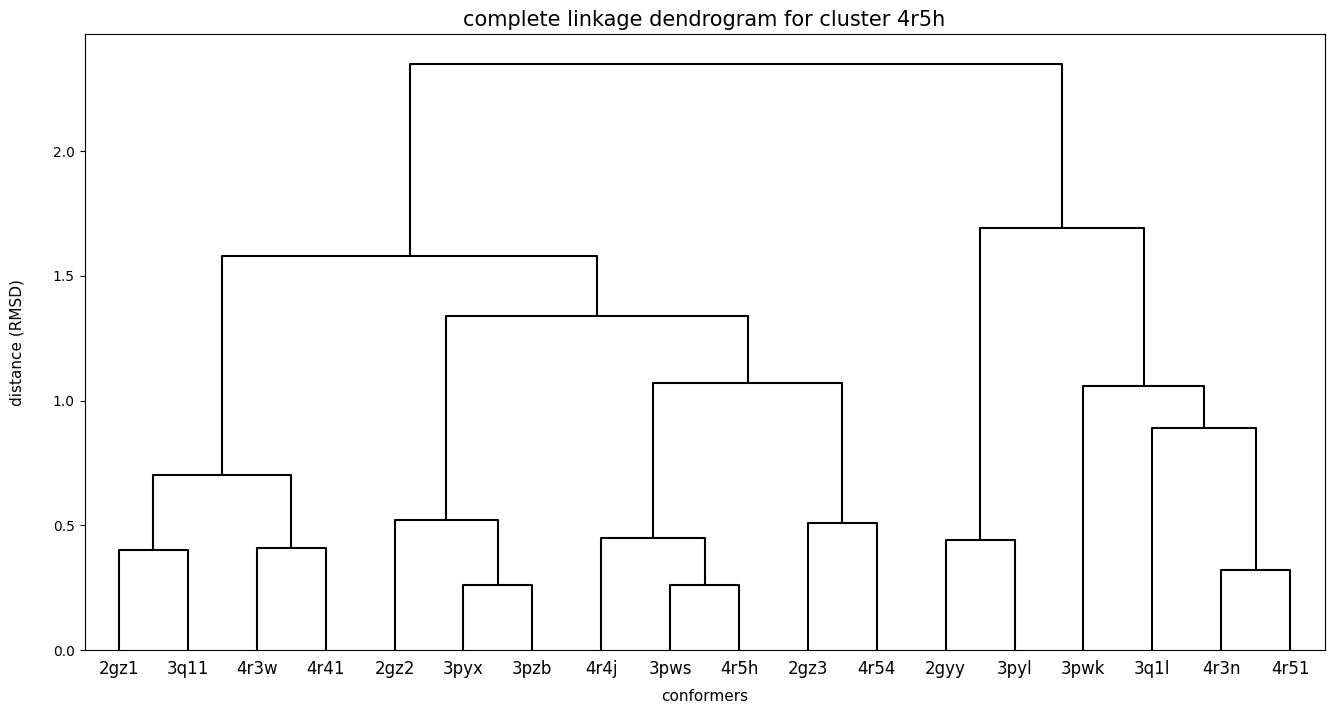 complete linkage dendrogram for cluster 4r5h
distance (RMSD)
2.0
1.5
1.0
0.5
0.0
2gz1 3q11 4r3w 4r41 2gz2 3pyx 3pzb 4r4j 3pws 4r5h 2gz3 4r54 2gyy 3pyl 3pwk 3q1l 4r3n 4r51
conformers